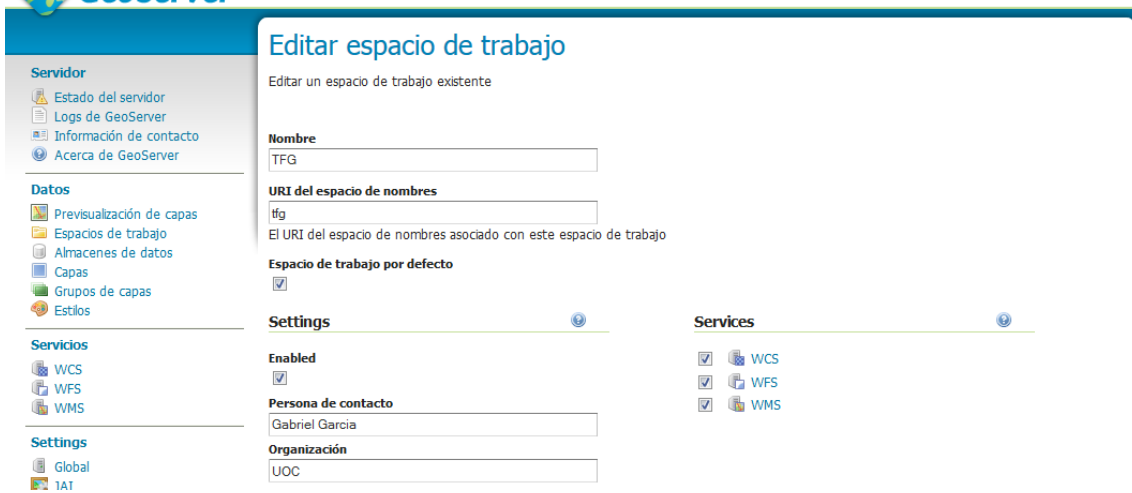 GeoServer
Servidor
Estado del servidor
Logs de GeoServer
Información de contacto
Acerca de GeoServer
Datos
Previsualización de capas
Espacios de trabajo
Almacenes de datos
Capas
Grupos de capas
Estilos
Servicios
WCS
WFS
WMS
Settings
Global
JAI
Editar espacio de trabajo
Editar un espacio de trabajo existente
Nombre
TFG
URI del espacio de nombres
tfg
El URI del espacio de nombres asociado con este espacio de trabajo
Espacio de trabajo por defecto
Settings
Enabled
Persona de contacto
Gabriel Garcia
Organización
UOC
Services
WCS
WFS
WMS